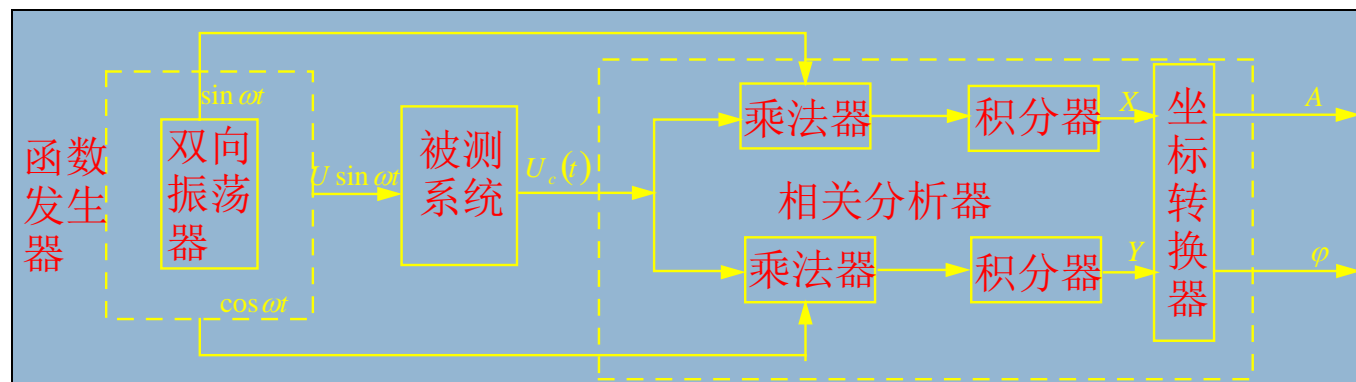 函数
发生
器
sin ωt
双向
振荡
器
cos ωt
U sin ωt
被测
系统
U_c(t)
乘法器
积分器
X
相关分析器
乘法器
积分器
Y
坐
标
转
换
器
A
φ